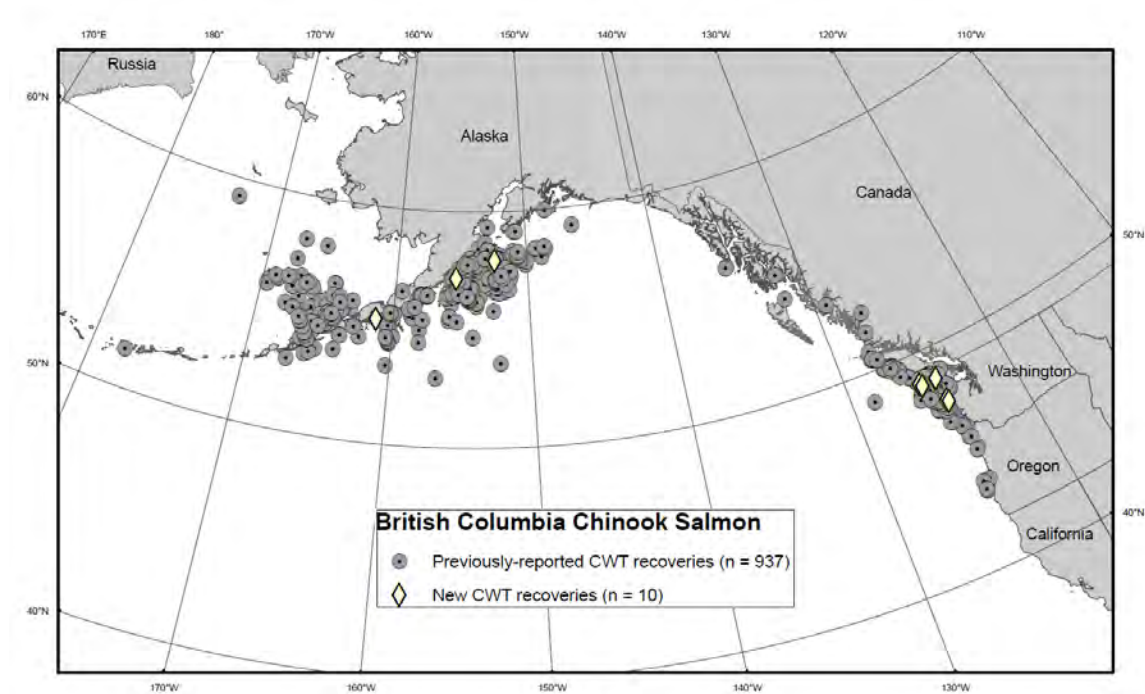 170°E 180° 170°W 160°W 150°W 140°W 130°W 120°W 110°W
Russia
60°N
Alaska
Canada
50°N
50°N
Washington
Oregon
40°N
California
British Columbia Chinook Salmon
Previously-reported CWT recoveries (n = 937)
New CWT recoveries (n = 10)
40°N
170°W 160°W 150°W 140°W 130°W